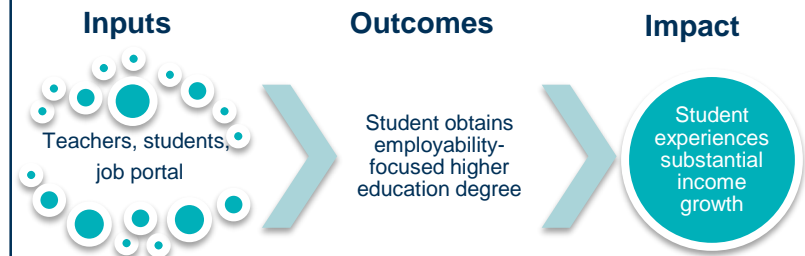 Inputs
Outcomes
Impact
Teachers, students,
job portal
Student obtains
employability-
focused higher
education degree
Student
experiences
substantial
income
growth